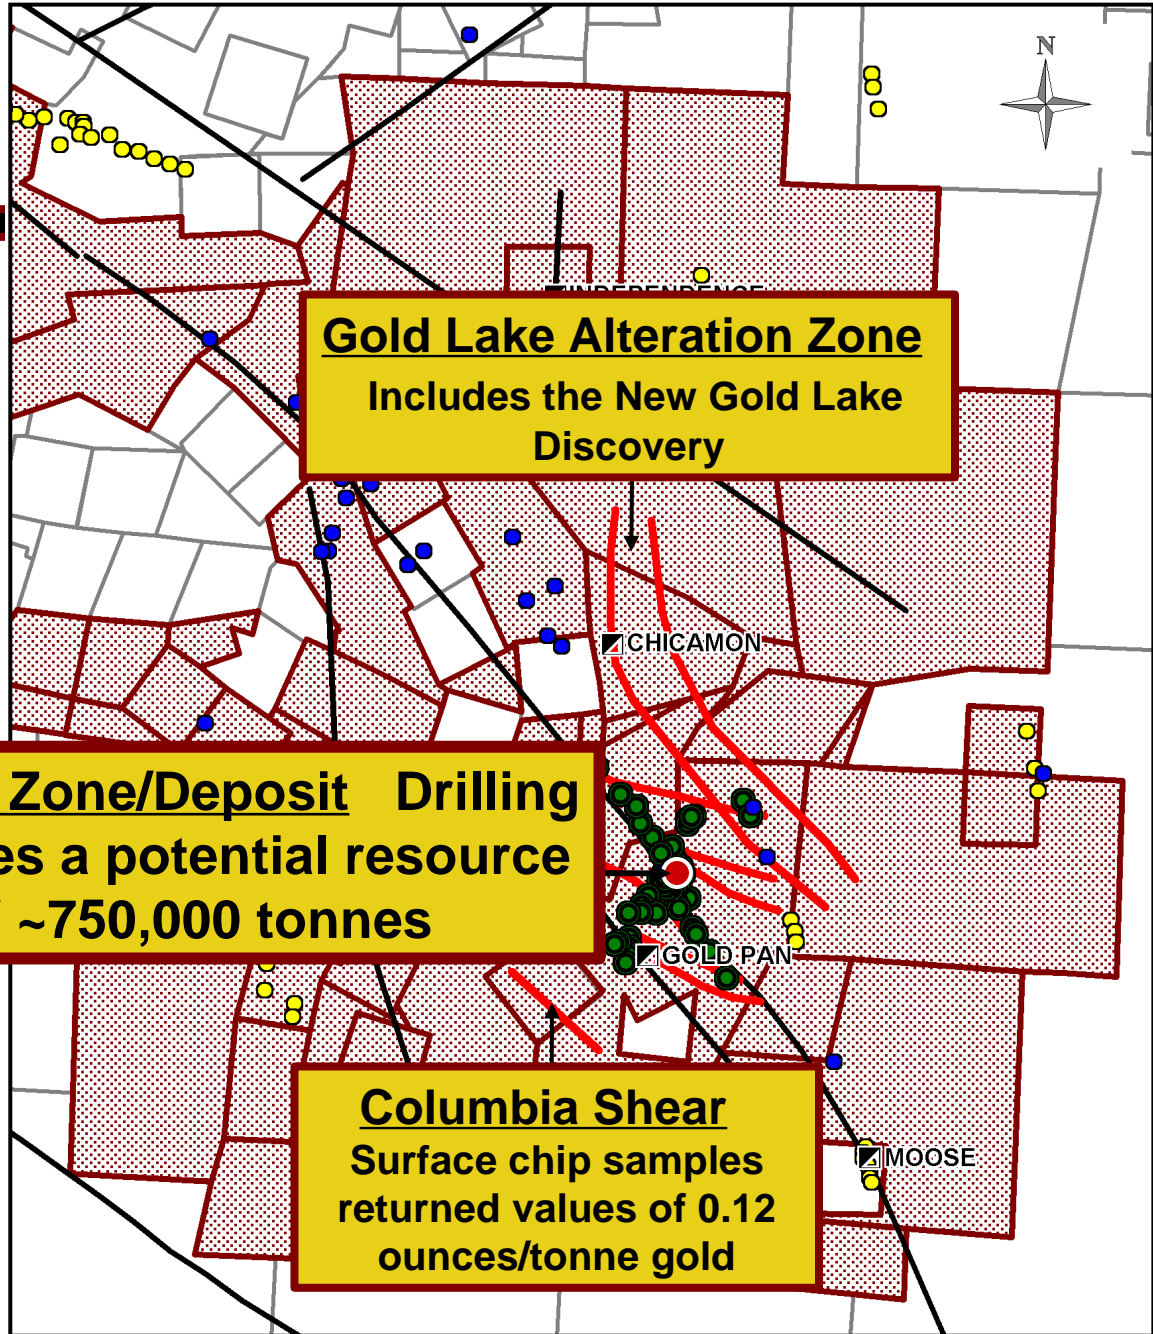 N
INDEPENDENCE
Gold Lake Alteration Zone
Includes the New Gold Lake
Discovery
CHICAMON
Zone/Deposit Drilling
a potential resource
~750,000 tonnes
GOLD PAN
Columbia Shear
Surface chip samples
returned values of 0.12
ounces/tonne gold
MOOSE